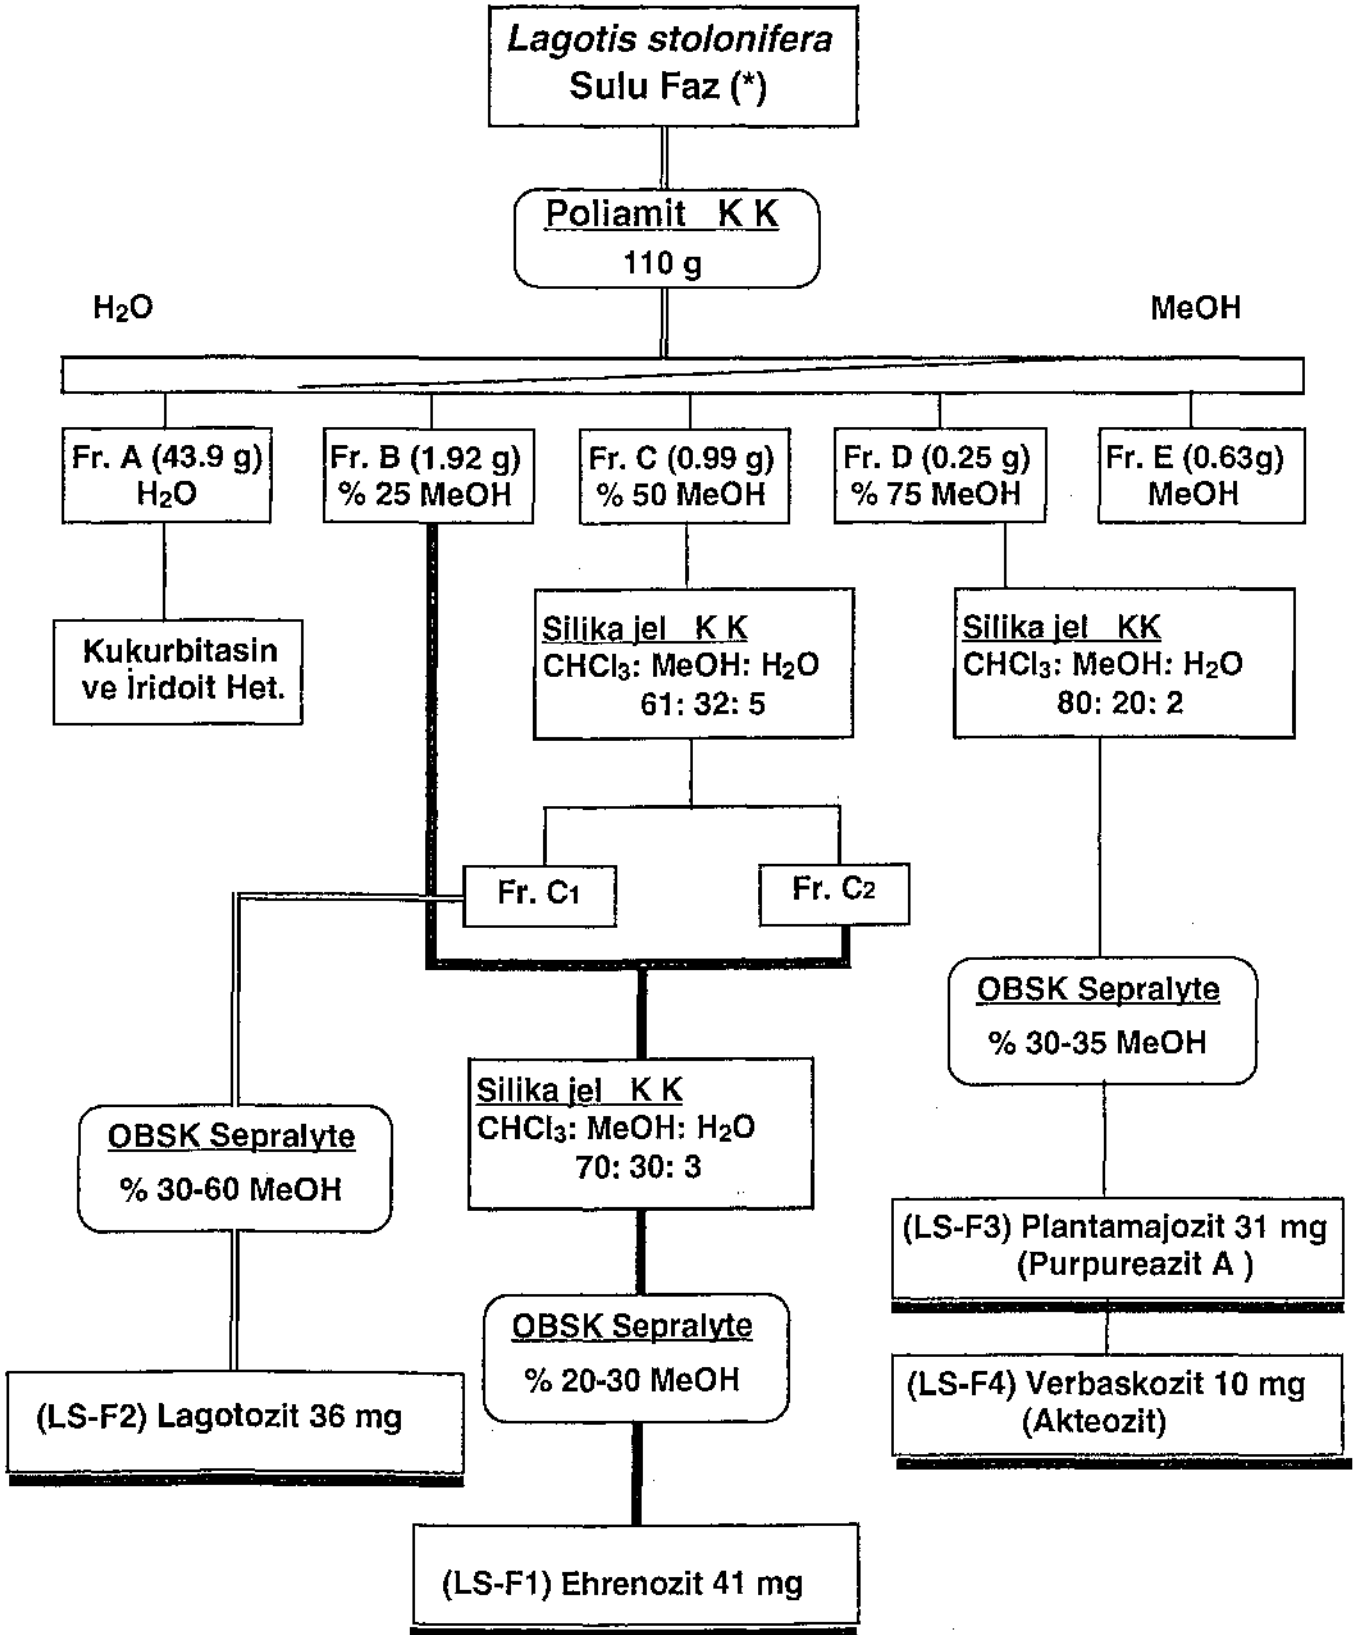 Lagotis stolonifera
Sulu Faz (*)
Poliamit K K
110 g
H₂O
MeOH
Fr. A (43.9 g)
H₂O
Fr. B (1.92 g)
% 25 MeOH
Fr. C (0.99 g)
% 50 MeOH
Fr. D (0.25 g)
% 75 MeOH
Fr. E (0.63g)
MeOH
Kukurbitasin
ve İridoit Het.
Silika jel K K
CHCl₃: MeOH: H₂O
61: 32: 5
Silika jel KK
CHCl₃: MeOH: H₂O
80: 20: 2
Fr. C1
Fr. C2
OBSK Sepralyte
% 30-35 MeOH
Silika jel K K
CHCl₃: MeOH: H₂O
70: 30: 3
OBSK Sepralyte
% 30-60 MeOH
(LS-F3) Plantamajozit 31 mg
(Purpureazit A )
OBSK Sepralyte
% 20-30 MeOH
(LS-F4) Verbaskozit 10 mg
(Akteozit)
(LS-F2) Lagotozit 36 mg
(LS-F1) Ehrenozit 41 mg